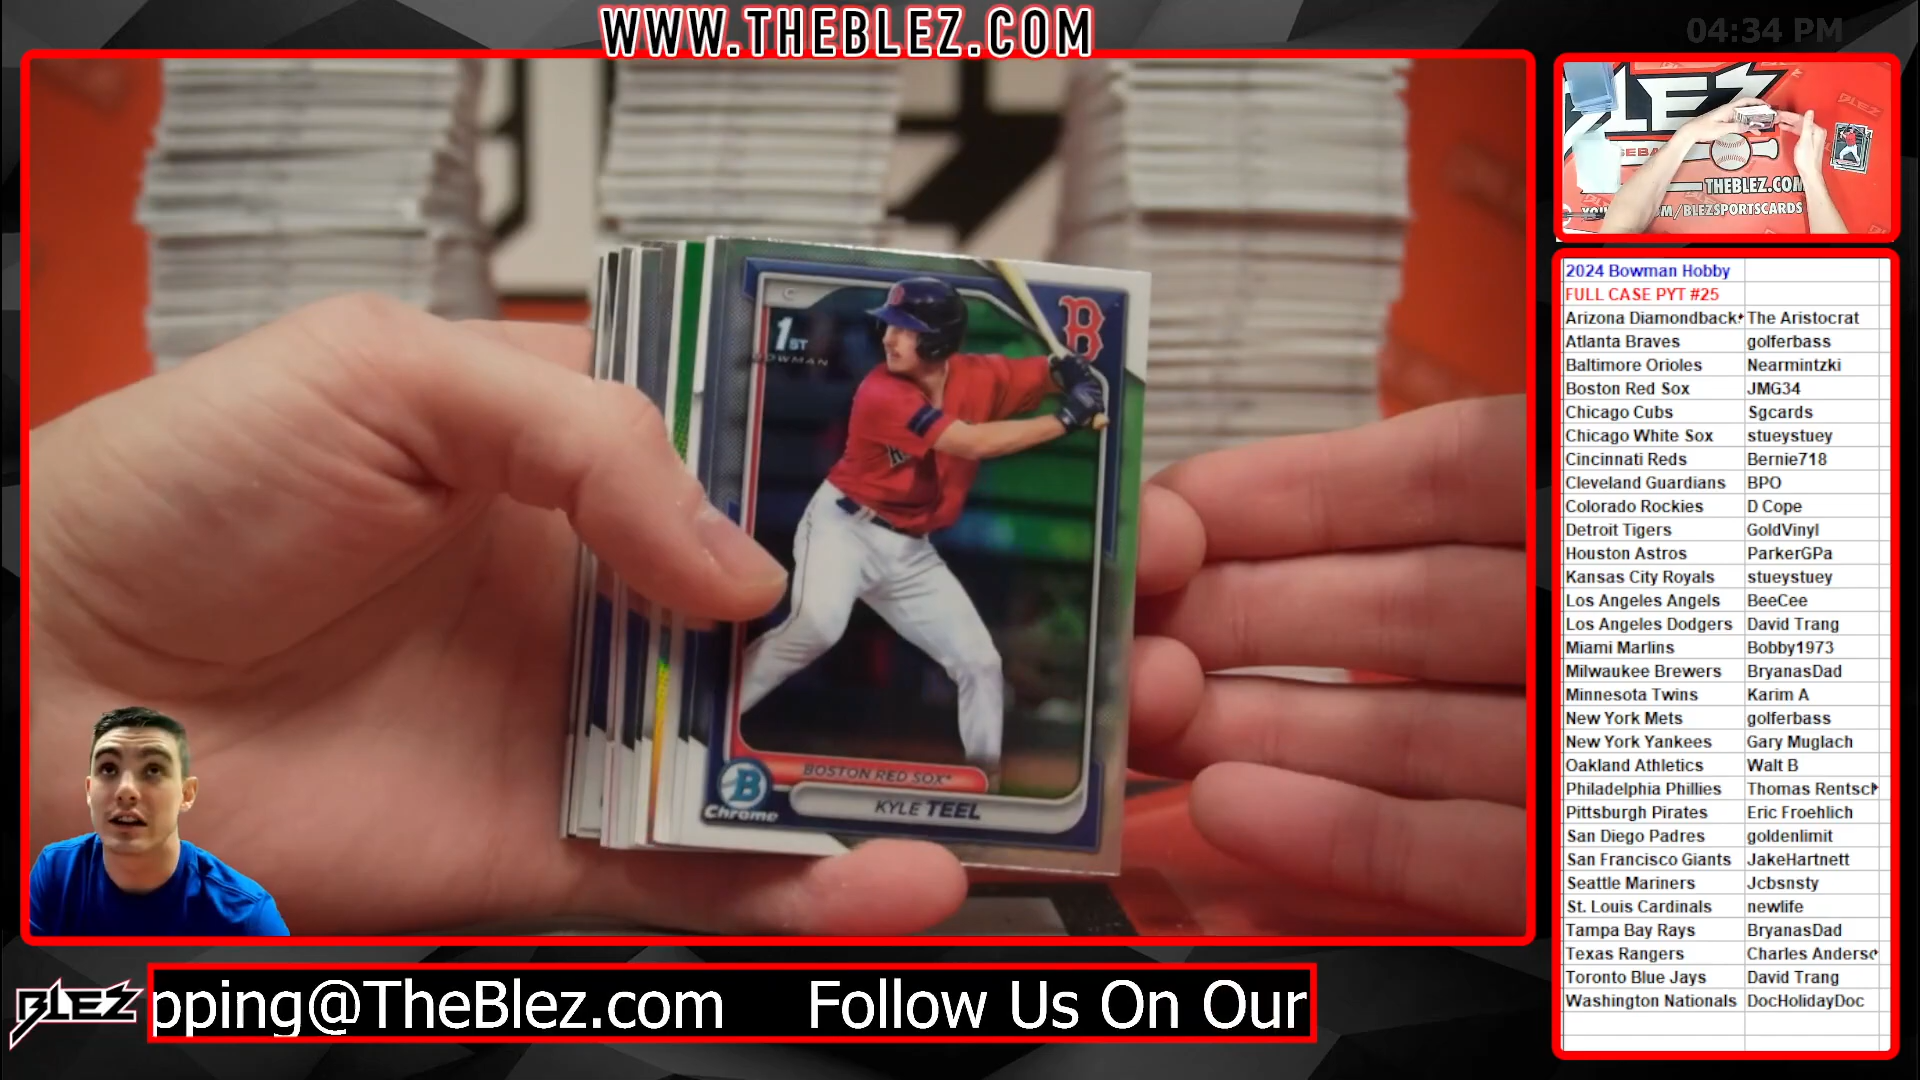 WWW.THEBLEZ.COM
04:34 PM
1ST
BOWMAN
B
BOSTON RED SOX
KYLE TEEL
B
Chrome
THEBLEZ.COM
2024 Bowman Hobby
FULL CASE PYT #25
Arizona Diamondback The Aristocrat
Atlanta Braves golferbass
Baltimore Orioles Nearmintzki
Boston Red Sox JMG34
Chicago Cubs Sgcards
Chicago White Sox stueystuey
Cincinnati Reds Bernie718
Cleveland Guardians BPO
Colorado Rockies D Cope
Detroit Tigers GoldVinyl
Houston Astros ParkerGPa
Kansas City Royals stueystuey
Los Angeles Angels BeeCee
Los Angeles Dodgers David Trang
Miami Marlins Bobby1973
Milwaukee Brewers BryanasDad
Minnesota Twins Karim A
New York Mets golferbass
New York Yankees Gary Muglach
Oakland Athletics Walt B
Philadelphia Phillies Thomas Rentsch
Pittsburgh Pirates Eric Froehlich
San Diego Padres goldenlimit
San Francisco Giants JakeHartnett
Seattle Mariners Jcbsnsty
St. Louis Cardinals newlife
Tampa Bay Rays BryanasDad
Texas Rangers Charles Anders
Toronto Blue Jays David Trang
Washington Nationals DocHolidayDoc
BLEZ
pping@TheBlez.com Follow Us On Our